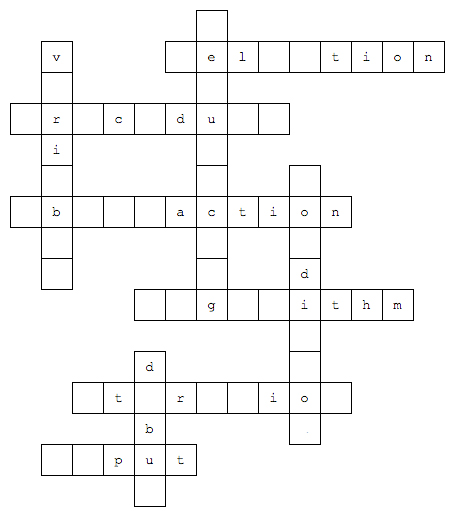 v e l t i o n
r c d u
i
b a c t i o n
d
g i t h m
d
t r i o
b
p u t